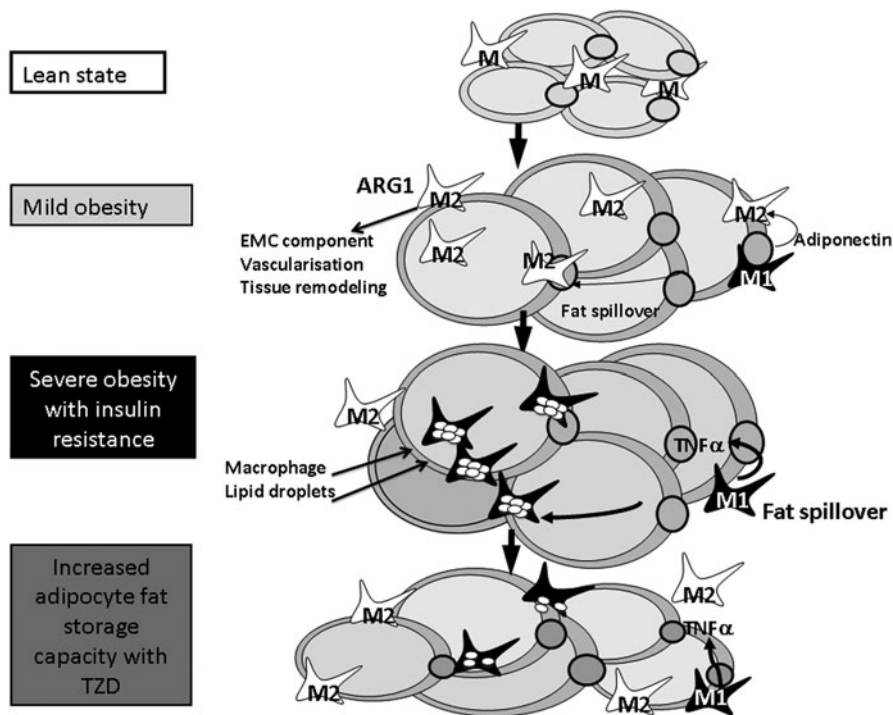 Lean state
M
M
M
Mild obesity
ARG1
M2
M2
M2
M2
M2
EMC component
Vascularisation
Tissue remodeling
Adiponectin
M1
Fat spillover
Severe obesity
with insulin
resistance
M2
TNFα
Macrophage
Lipid droplets
M1
Fat spillover
Increased
adipocyte fat
storage
capacity with
TZD
M2
M2
TNFα
M2
M2
M1